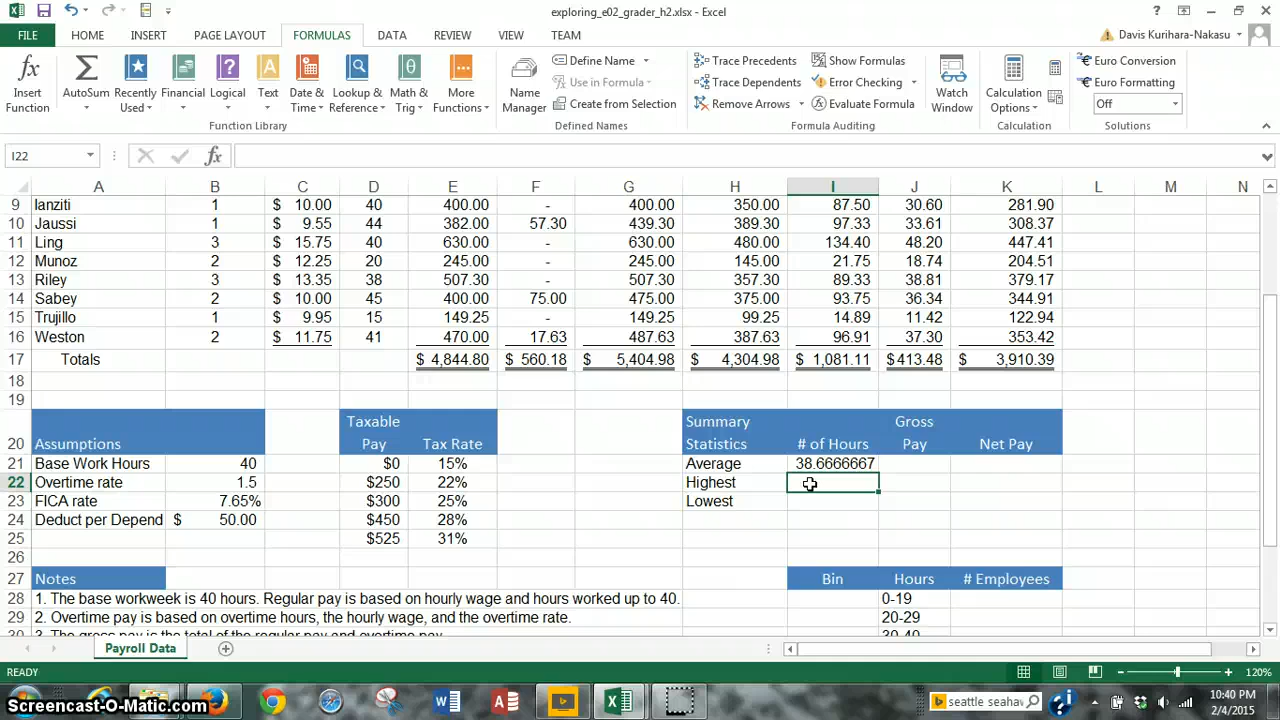 exploring_e02_grader_h2.xlsx - Excel
?
FILE HOME INSERT PAGE LAYOUT FORMULAS DATA REVIEW VIEW TEAM Davis Kurihara-Nakasu
fx Insert Function
Σ AutoSum
Recently Used
Financial
Logical
Text
Date & Time
Lookup & Reference
Math & Trig
More Functions
Function Library
Name Manager
Define Name
Use in Formula
Create from Selection
Defined Names
Trace Precedents
Trace Dependents
Remove Arrows
Show Formulas
Error Checking
Evaluate Formula
Formula Auditing
Watch Window
Calculation Options
Calculation
Euro Conversion
Euro Formatting
Off
Solutions
I22 fx
A B C D E F G H I J K L M N
9 Ianziti 1 $ 10.00 40 400.00 - 400.00 350.00 87.50 30.60 281.90
10 Jaussi 1 $ 9.55 44 382.00 57.30 439.30 389.30 97.33 33.61 308.37
11 Ling 3 $ 15.75 40 630.00 - 630.00 480.00 134.40 48.20 447.41
12 Munoz 2 $ 12.25 20 245.00 - 245.00 145.00 21.75 18.74 204.51
13 Riley 3 $ 13.35 38 507.30 - 507.30 357.30 89.33 38.81 379.17
14 Sabey 2 $ 10.00 45 400.00 75.00 475.00 375.00 93.75 36.34 344.91
15 Trujillo 1 $ 9.95 15 149.25 - 149.25 99.25 14.89 11.42 122.94
16 Weston 2 $ 11.75 41 470.00 17.63 487.63 387.63 96.91 37.30 353.42
17 Totals $ 4,844.80 $ 560.18 $ 5,404.98 $ 4,304.98 $ 1,081.11 $413.48 $ 3,910.39
18
19
Taxable Summary Gross
20 Assumptions Pay Tax Rate Statistics # of Hours Pay Net Pay
21 Base Work Hours 40 $0 15% Average 38.6666667
22 Overtime rate 1.5 $250 22% Highest
23 FICA rate 7.65% $300 25% Lowest
24 Deduct per Depend $ 50.00 $450 28%
25 $525 31%
26
27 Notes Bin Hours # Employees
28 1. The base workweek is 40 hours. Regular pay is based on hourly wage and hours worked up to 40. 0-19
29 2. Overtime pay is based on overtime hours, the hourly wage, and the overtime rate. 20-29
30 3. The gross pay is the total of the regular pay and overtime pay. 30-40
Payroll Data
READY 120%
Screencast-O-Matic.com
seattle seahaw
10:40 PM
2/4/2015